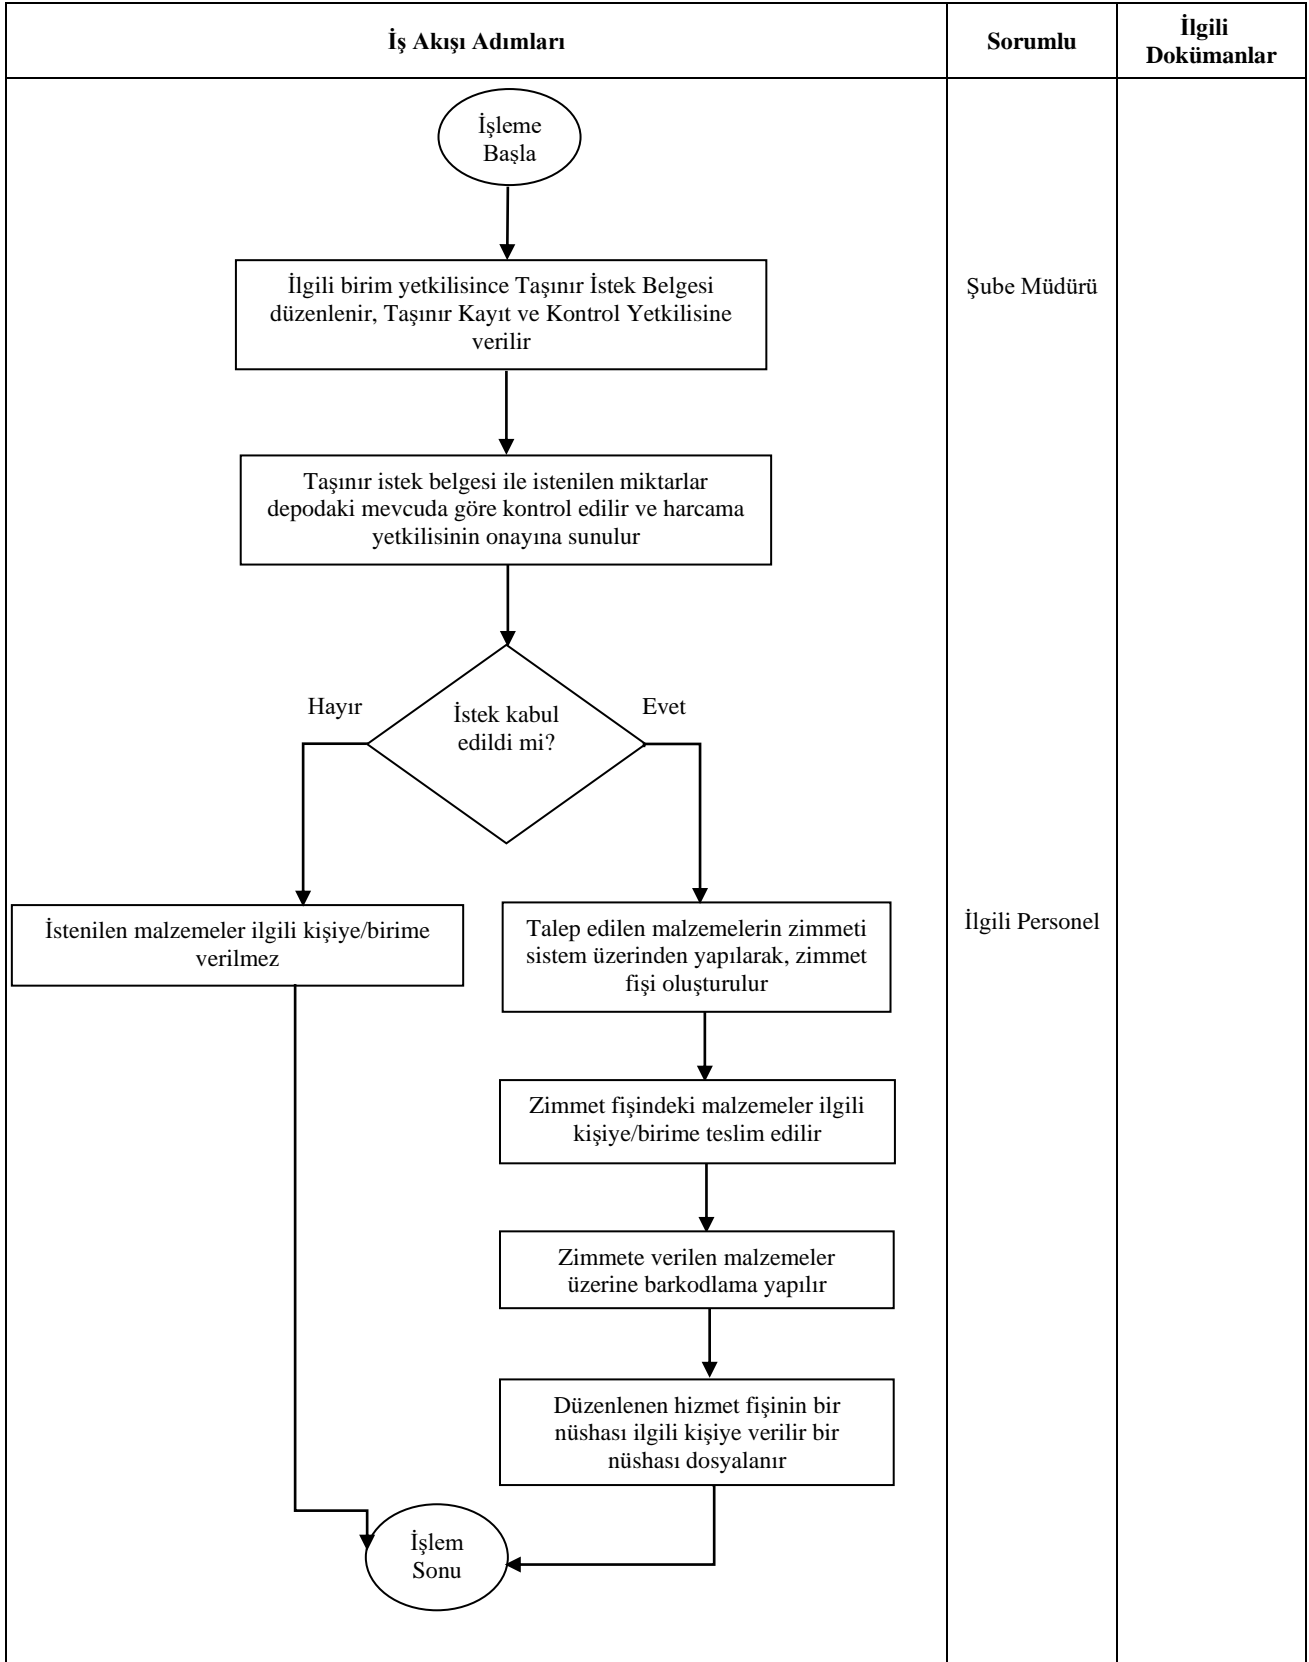 İş Akışı Adımları
Sorumlu
İlgili
Dokümanlar
İşleme
Başla
İlgili birim yetkilisince Taşınır İstek Belgesi
düzenlenir, Taşınır Kayıt ve Kontrol Yetkilisine
verilir
Şube Müdürü
Taşınır istek belgesi ile istenilen miktarlar
depodaki mevcuda göre kontrol edilir ve harcama
yetkilisinin onayına sunulur
Hayır
İstek kabul
edildi mi?
Evet
İstenilen malzemeler ilgili kişiye/birime
verilmez
Talep edilen malzemelerin zimmeti
sistem üzerinden yapılarak, zimmet
fişi oluşturulur
İlgili Personel
Zimmet fişindeki malzemeler ilgili
kişiye/birime teslim edilir
Zimmete verilen malzemeler
üzerine barkodlama yapılır
Düzenlenen hizmet fişinin bir
nüshası ilgili kişiye verilir bir
nüshası dosyalanır
İşlem
Sonu